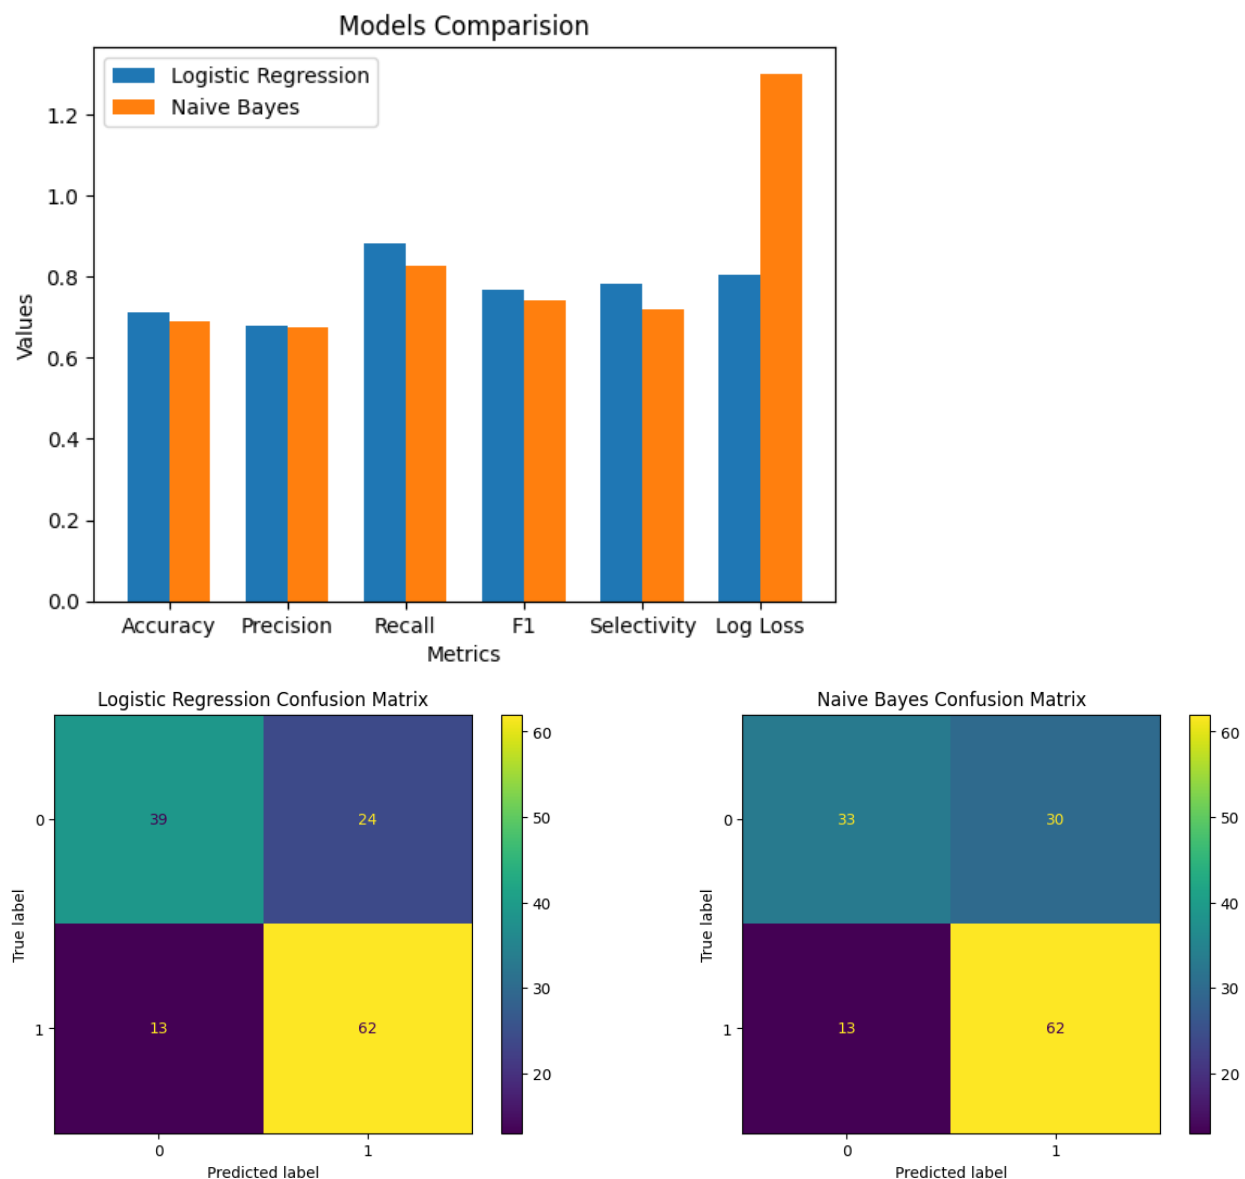 Models Comparision
Logistic Regression
Naive Bayes
1.2
1.0
0.8
0.6
0.4
0.2
0.0
Values
Accuracy Precision Recall F1 Selectivity Log Loss
Metrics
Logistic Regression Confusion Matrix
0
1
True label
39 24
13 62
0 1
Predicted label
60
50
40
30
20
Naive Bayes Confusion Matrix
0
1
True label
33 30
13 62
0 1
Predicted label
60
50
40
30
20